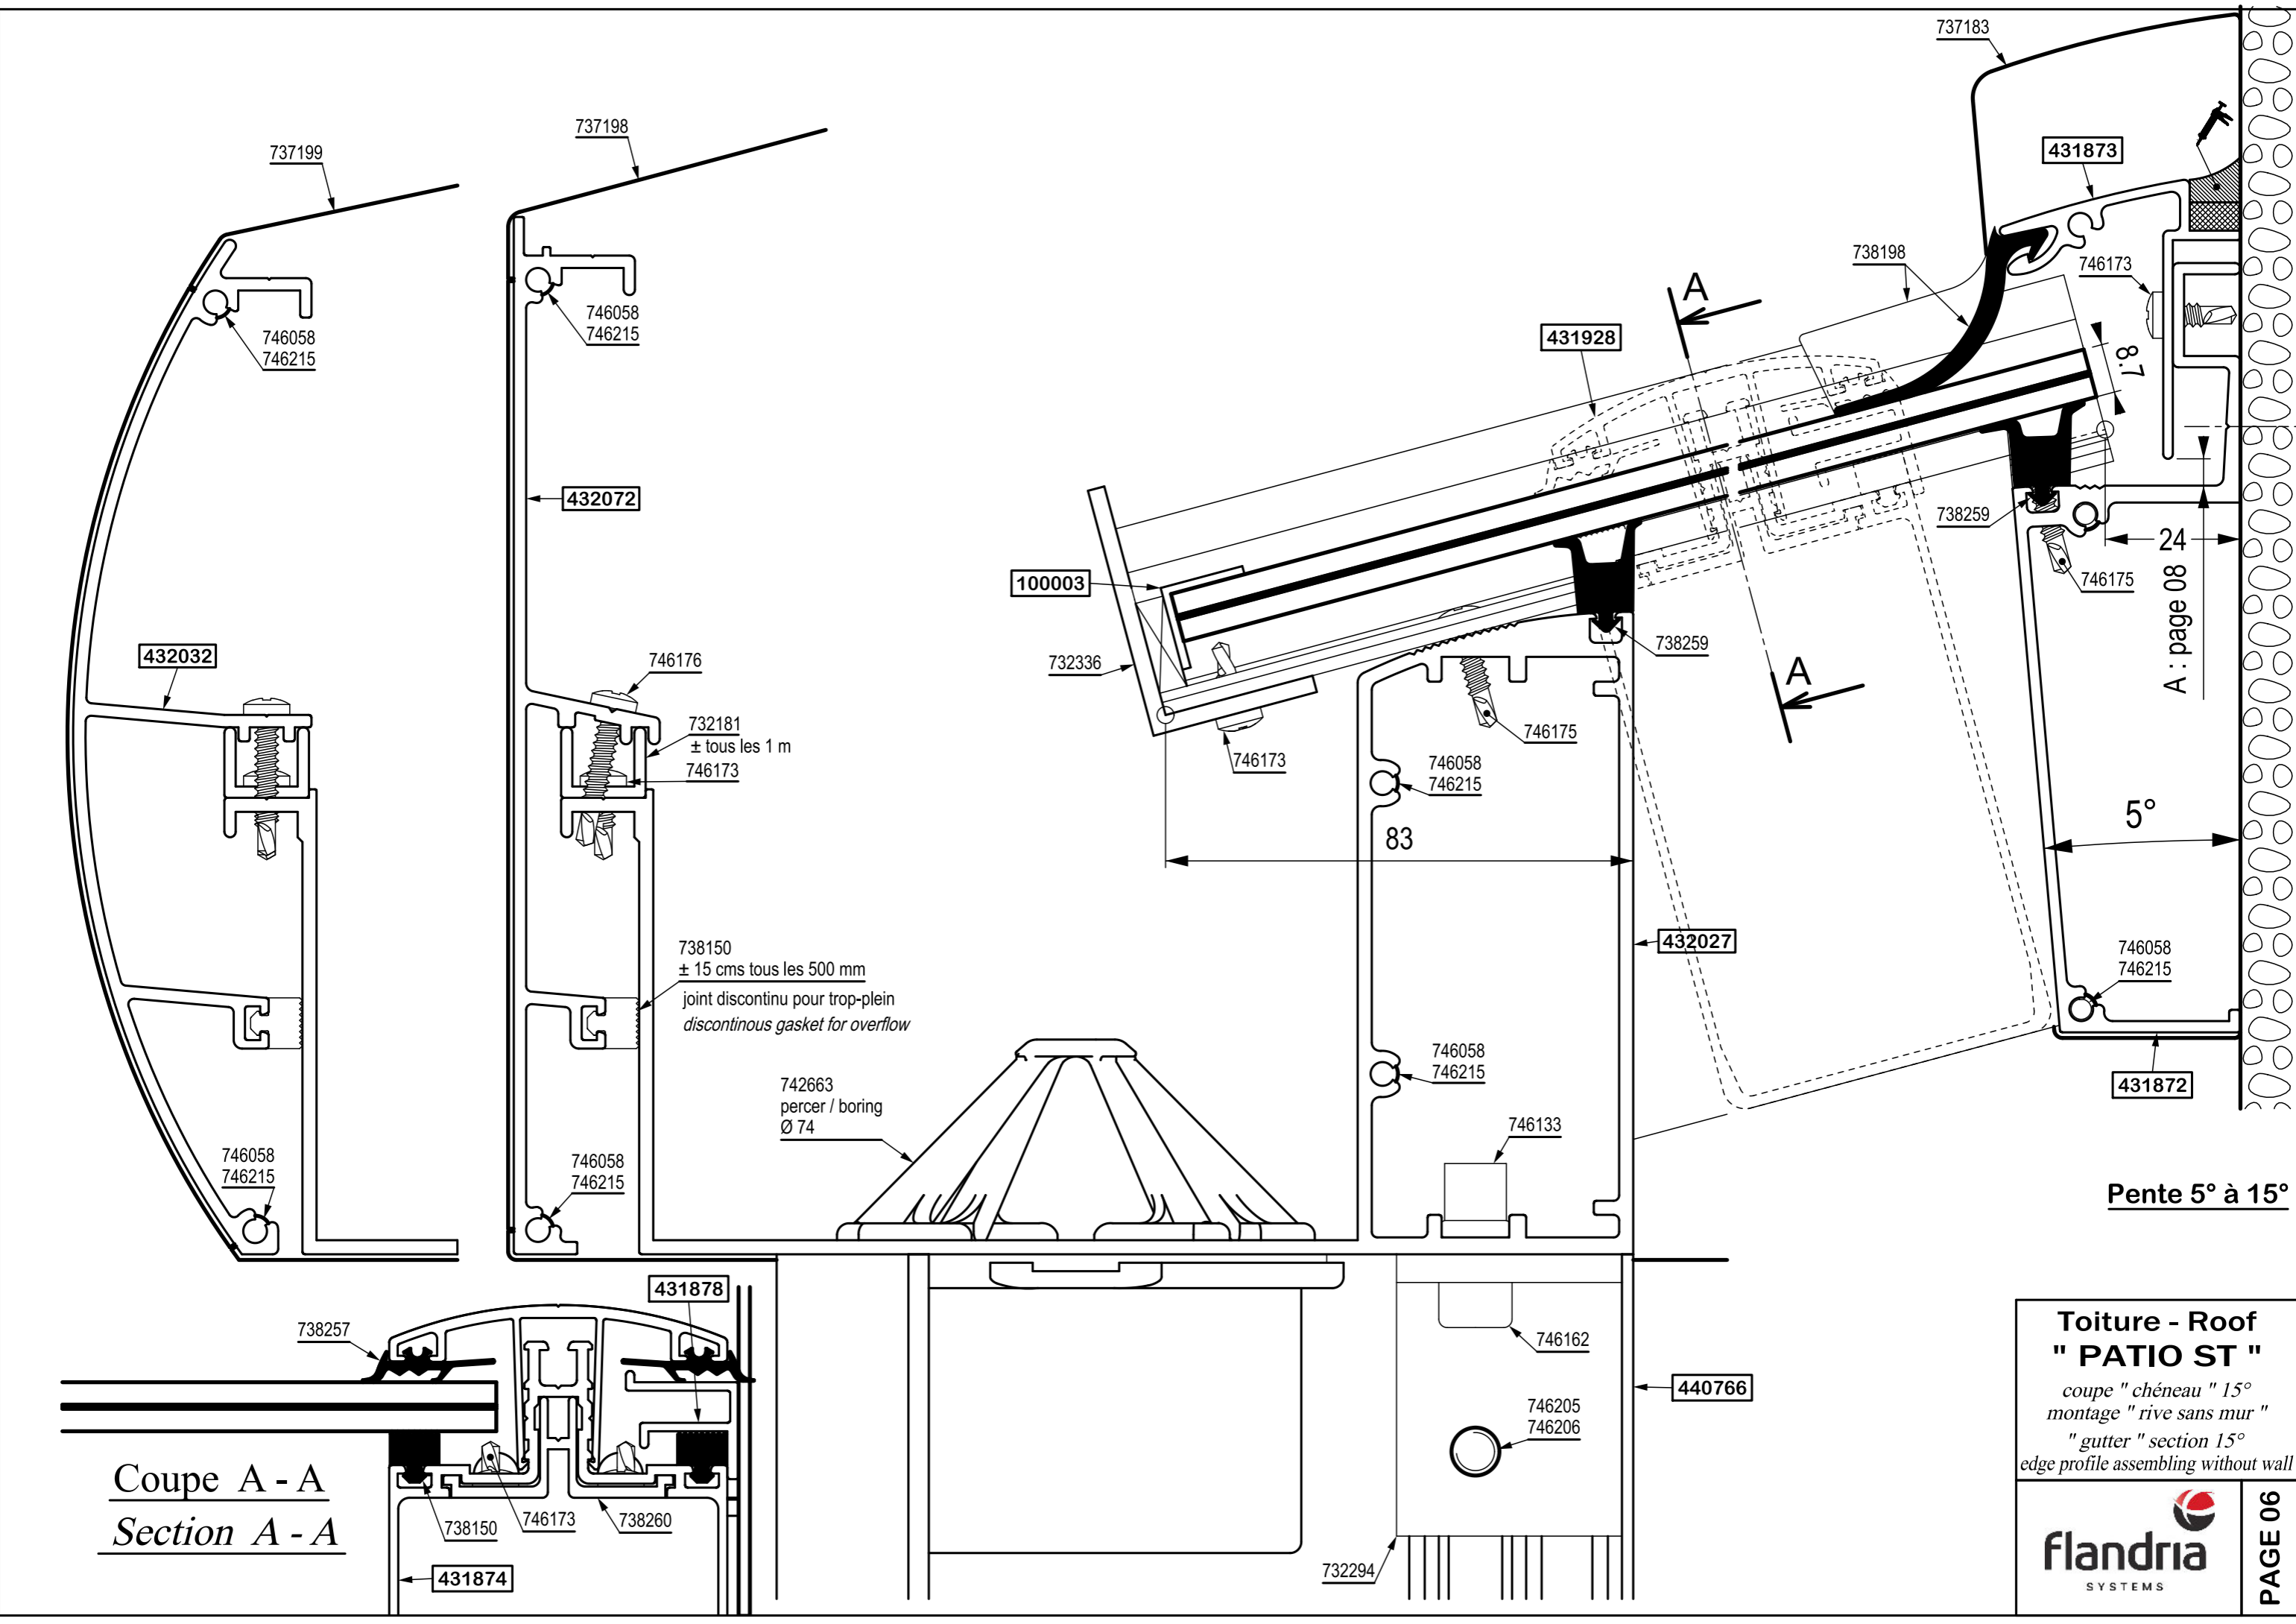 737183
737198
737199
431873
738198
746173
A
431928
746058
746215
746058
746215
8.7
432072
738259
24
746175
100003
A : page 08
738259
432032
746176
732336
A
732181
± tous les 1 m
746173
746175
746173
746058
746215
5°
83
432027
738150
± 15 cms tous les 500 mm
joint discontinu pour trop-plein
discontinous gasket for overflow
746058
746215
742663
percer / boring
Ø 74
746058
746215
431872
746133
746058
746215
746058
746215
Pente 5° à 15°
431878
738257
746162
440766
746205
746206
Coupe A - A
Section A - A
738150
746173
738260
431874
732294
Toiture - Roof
" PATIO ST "
coupe " chéneau " 15°
montage " rive sans mur "
" gutter " section 15°
edge profile assembling without wall
flandria
SYSTEMS
PAGE 06